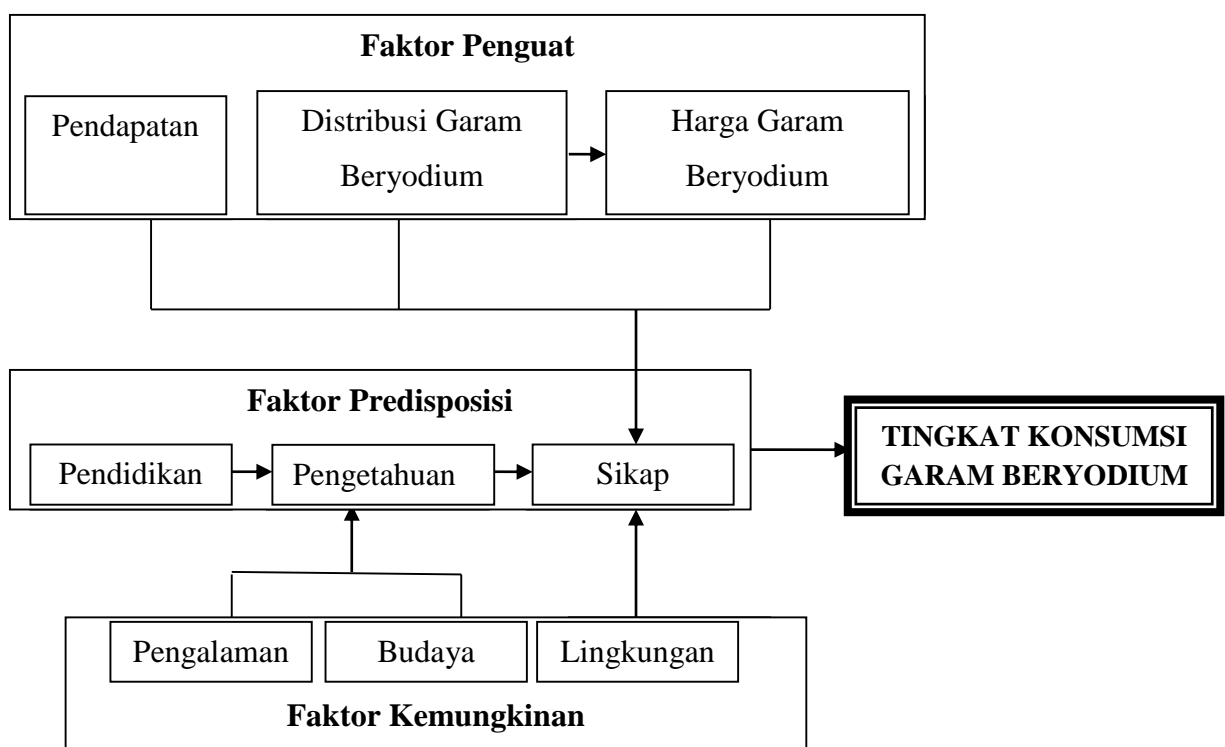 Faktor Penguat
Pendapatan
Distribusi Garam
Beryodium
Harga Garam
Beryodium
Faktor Predisposisi
Pendidikan
Pengetahuan
Sikap
TINGKAT KONSUMSI
GARAM BERYODIUM
Pengalaman
Budaya
Lingkungan
Faktor Kemungkinan